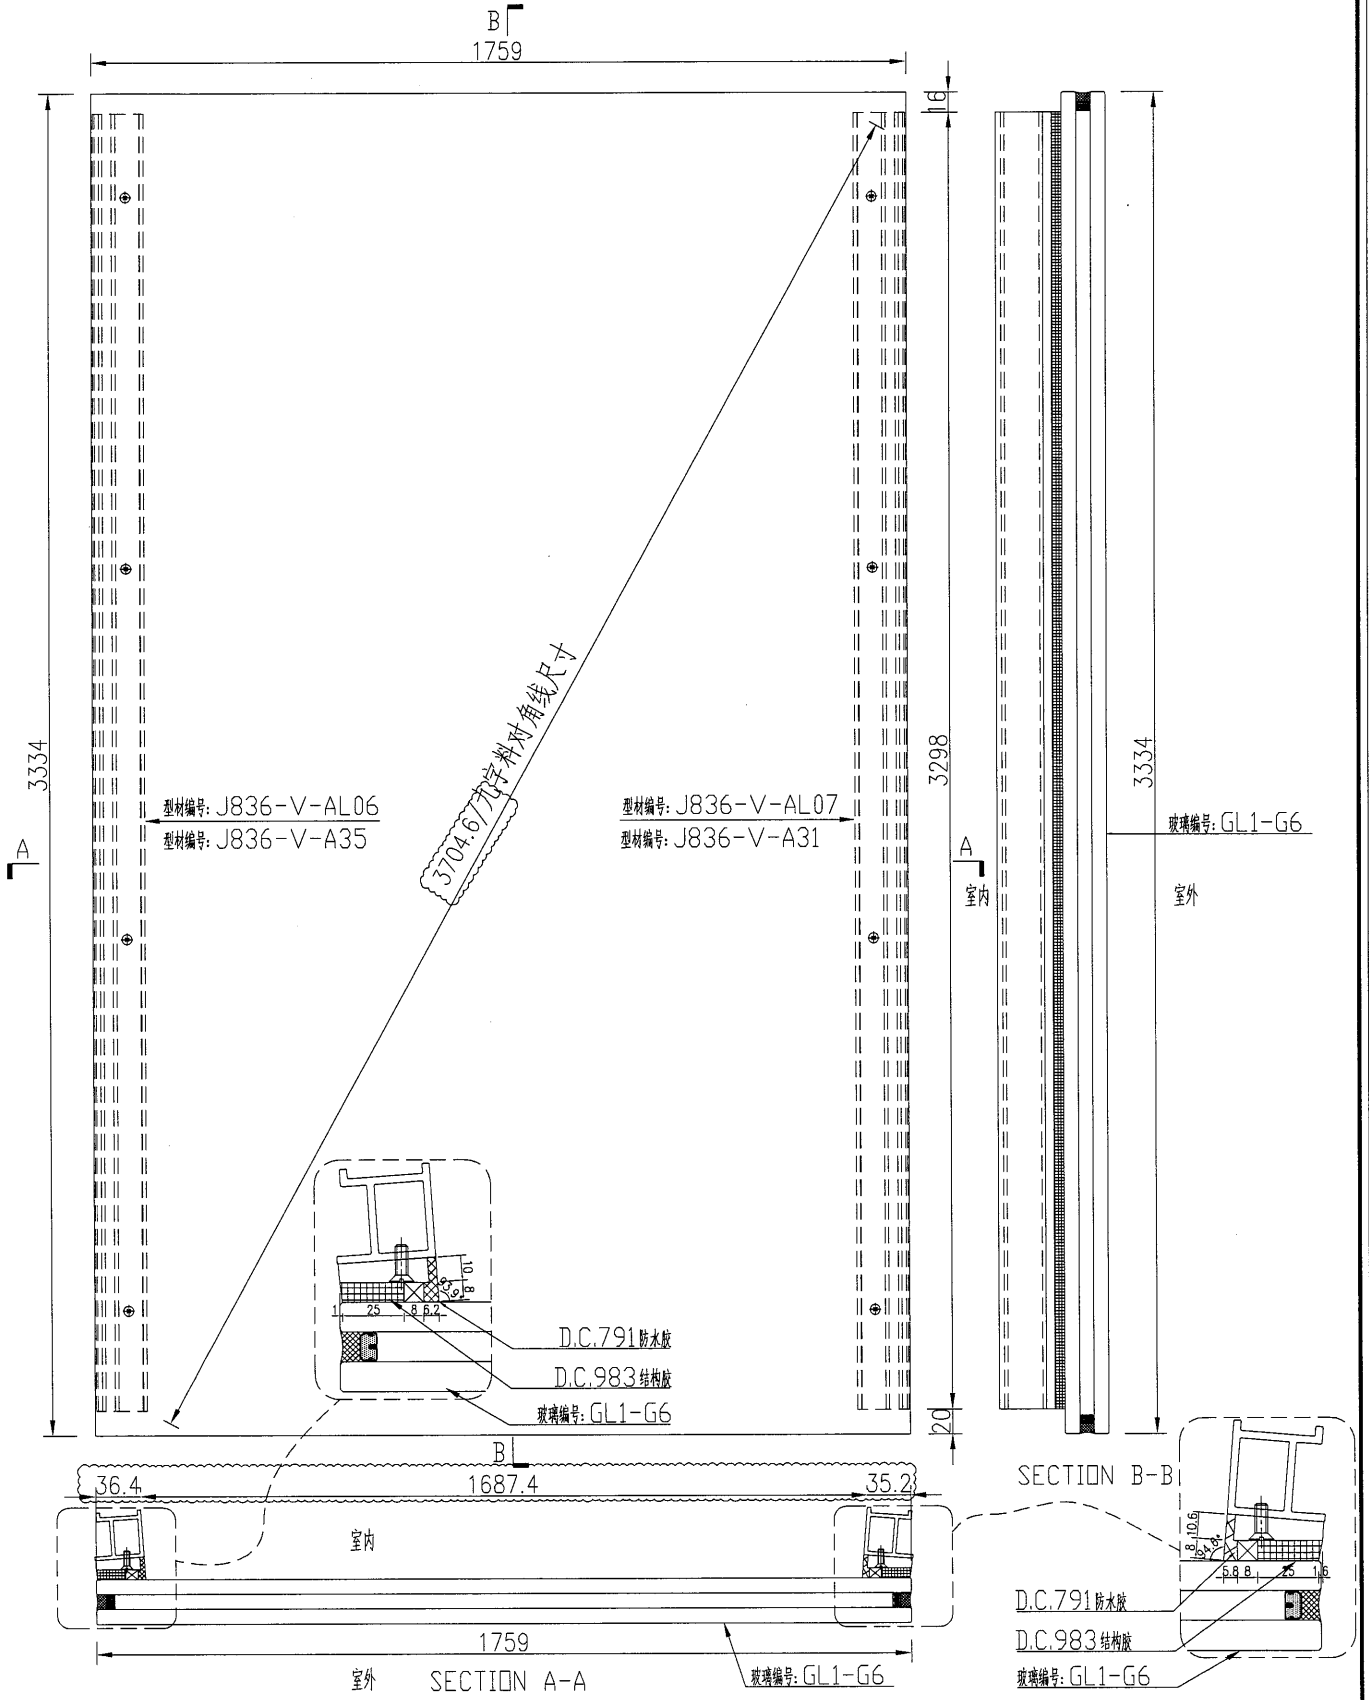 B
1759
16
3334
3704.6/几字料对角线尺寸
3298
3334
型材编号: J836-V-AL06
型材编号: J836-V-A35
型材编号: J836-V-AL07
型材编号: J836-V-A31
玻璃编号: GL1-G6
A
A
室内
室外
10
8
93.9°
1
25
8
6.2
D.C.791防水胶
D.C.983结构胶
玻璃编号: GL1-G6
20
B
36.4
1687.4
35.2
SECTION B-B
室内
10.6
8
94.6°
5.8
8
25
1.6
D.C.791防水胶
D.C.983结构胶
玻璃编号: GL1-G6
1759
室外
SECTION A-A
玻璃编号: GL1-G6